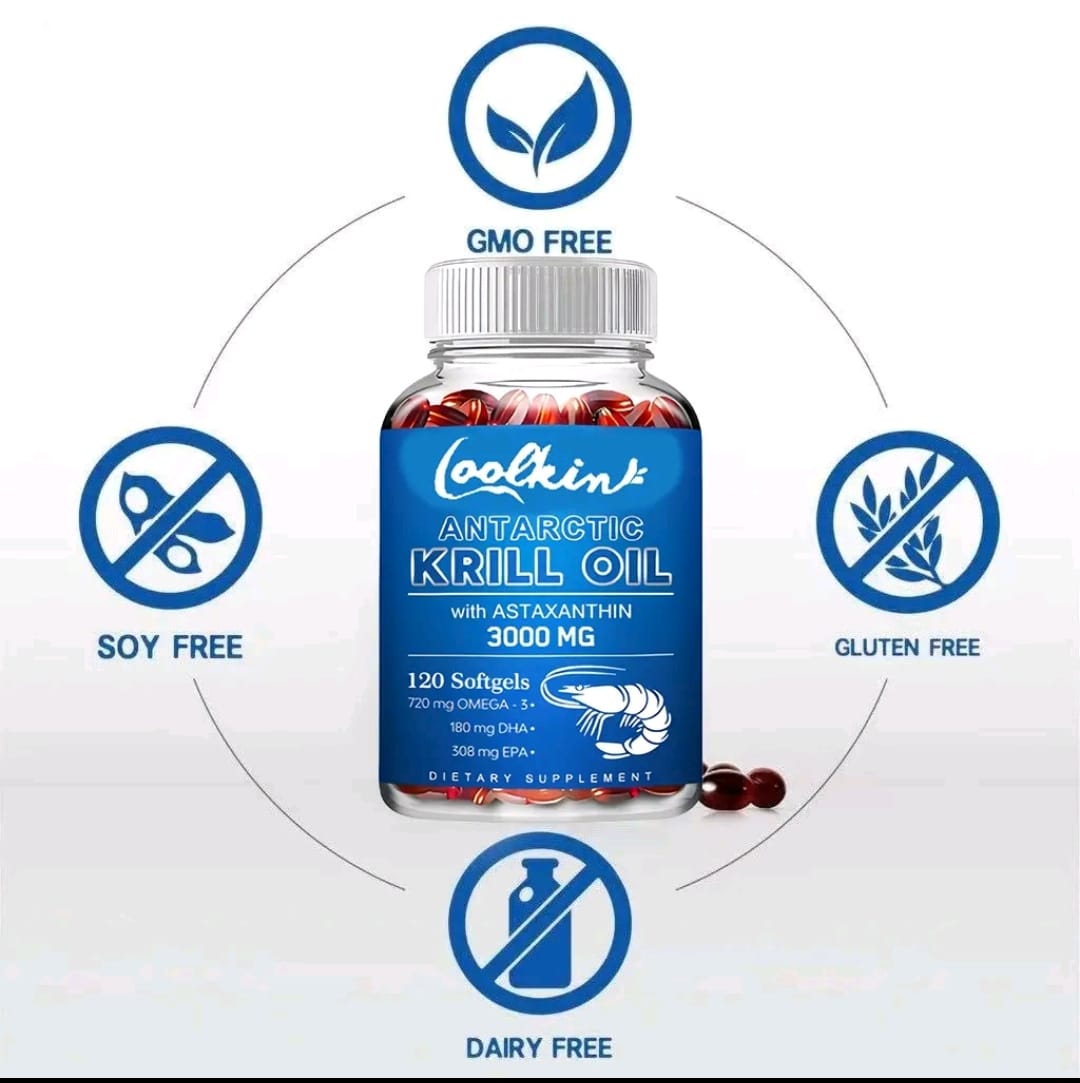 GMO FREE
Coolkin
ANTARCTIC
KRILL OIL
with ASTAXANTHIN
3000 MG
120 Softgels
720 mg OMEGA - 3•
180 mg DHA•
308 mg EPA•
DIETARY SUPPLEMENT
SOY FREE
GLUTEN FREE
DAIRY FREE